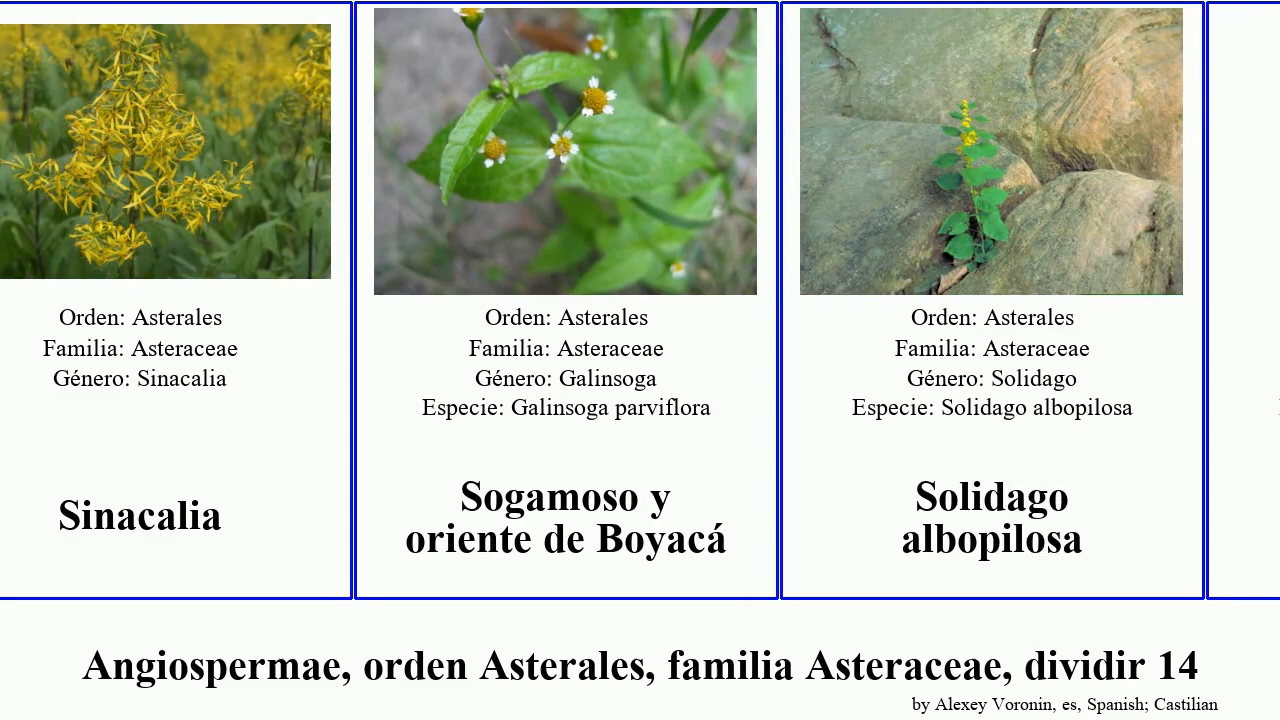 Orden: Asterales
Familia: Asteraceae
Género: Sinacalia
Sinacalia
Orden: Asterales
Familia: Asteraceae
Género: Galinsoga
Especie: Galinsoga parviflora
Sogamoso y
oriente de Boyacá
Orden: Asterales
Familia: Asteraceae
Género: Solidago
Especie: Solidago albopilosa
Solidago
albopilosa
Angiospermae, orden Asterales, familia Asteraceae, dividir 14
by Alexey Voronin, es, Spanish; Castilian